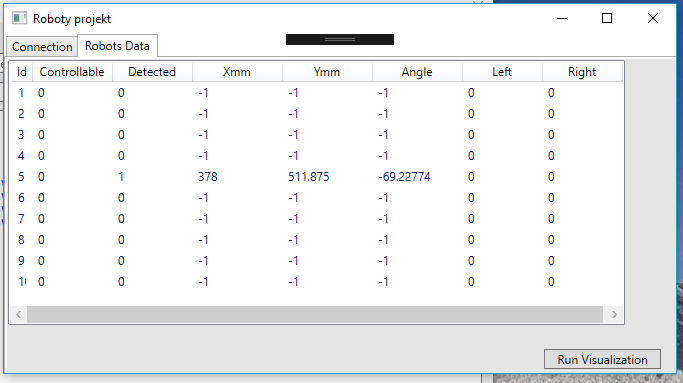 Roboty projekt
Connection Robots Data
Id Controllable Detected Xmm Ymm Angle Left Right
1 0 0 -1 -1 -1 0 0
2 0 0 -1 -1 -1 0 0
3 0 0 -1 -1 -1 0 0
4 0 0 -1 -1 -1 0 0
5 0 1 378 511.875 -69.22774 0 0
6 0 0 -1 -1 -1 0 0
7 0 0 -1 -1 -1 0 0
8 0 0 -1 -1 -1 0 0
9 0 0 -1 -1 -1 0 0
10 0 0 -1 -1 -1 0 0
Run Visualization